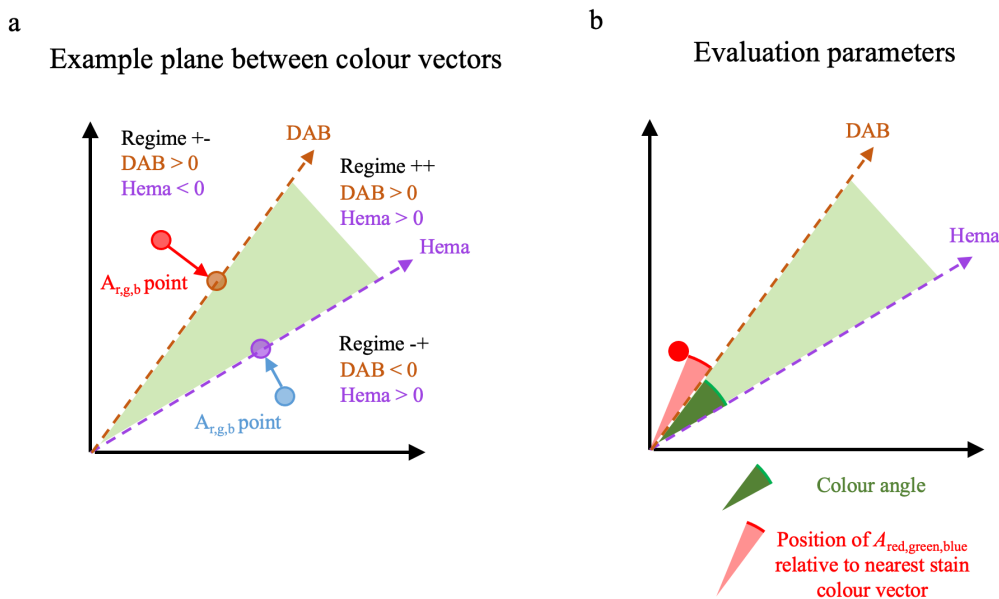 a
Example plane between colour vectors
Regime +-
DAB > 0
Hema < 0
DAB
Regime ++
DAB > 0
Hema > 0
Hema
Ar,g,b point
Regime -+
DAB < 0
Hema > 0
Ar,g,b point
b
Evaluation parameters
DAB
Hema
Colour angle
Position of Ared,green,blue
relative to nearest stain
colour vector